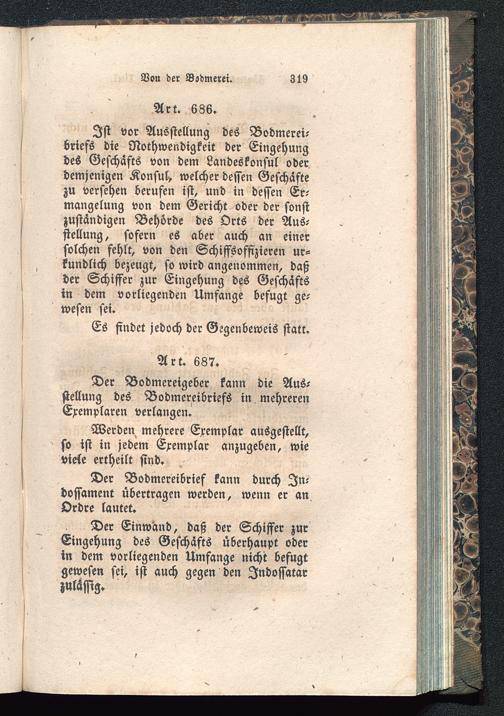 Von der Bodmerei. 319
Art. 686.
Ist vor Ausstellung des Bodmerei-
briefs die Nothwendigkeit der Eingehung
des Geschäfts von dem Landeskonsul oder
demjenigen Konsul, welcher dessen Geschäfte
zu versehen berufen ist, und in dessen Er-
mangelung von dem Gericht oder der sonst
zuständigen Behörde des Orts der Aus-
stellung, sofern es aber auch an einer
solchen fehlt, von den Schiffsoffizieren ur-
kundlich bezeugt, so wird angenommen, daß
der Schiffer zur Eingehung des Geschäfts
in dem vorliegenden Umfange befugt ge-
wesen sei.
Es findet jedoch der Gegenbeweis statt.
Art. 687.
Der Bodmereigeber kann die Aus-
stellung des Bodmereibriefs in mehreren
Exemplaren verlangen.
Werden mehrere Exemplar ausgestellt,
so ist in jedem Exemplar anzugeben, wie
viele ertheilt sind.
Der Bodmereibrief kann durch In-
dossament übertragen werden, wenn er an
Ordre lautet.
Der Einwand, daß der Schiffer zur
Eingehung des Geschäfts überhaupt oder
in dem vorliegenden Umfange nicht befugt
gewesen sei, ist auch gegen den Indossatar
zulässig.